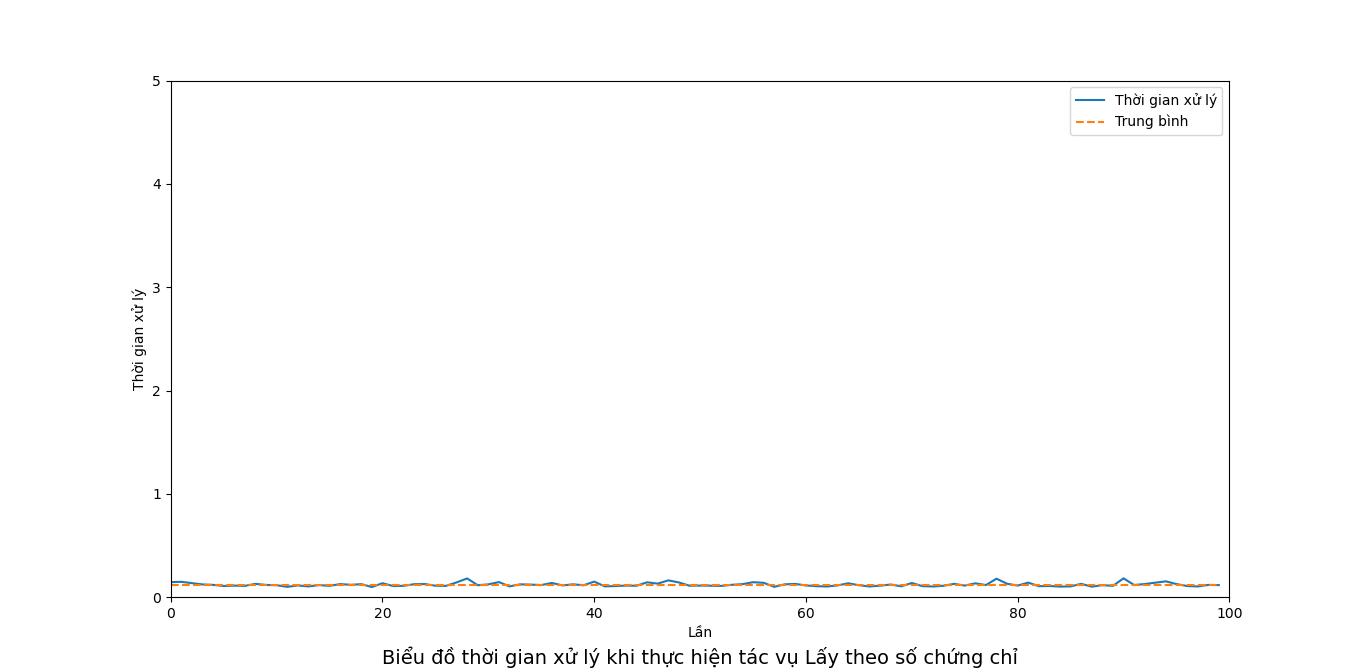 Thời gian xử lý
Trung bình
5
4
3
2
1
0
Thời gian xử lý
0 20 40 60 80 100
Lần
Biểu đồ thời gian xử lý khi thực hiện tác vụ Lấy theo số chứng chỉ